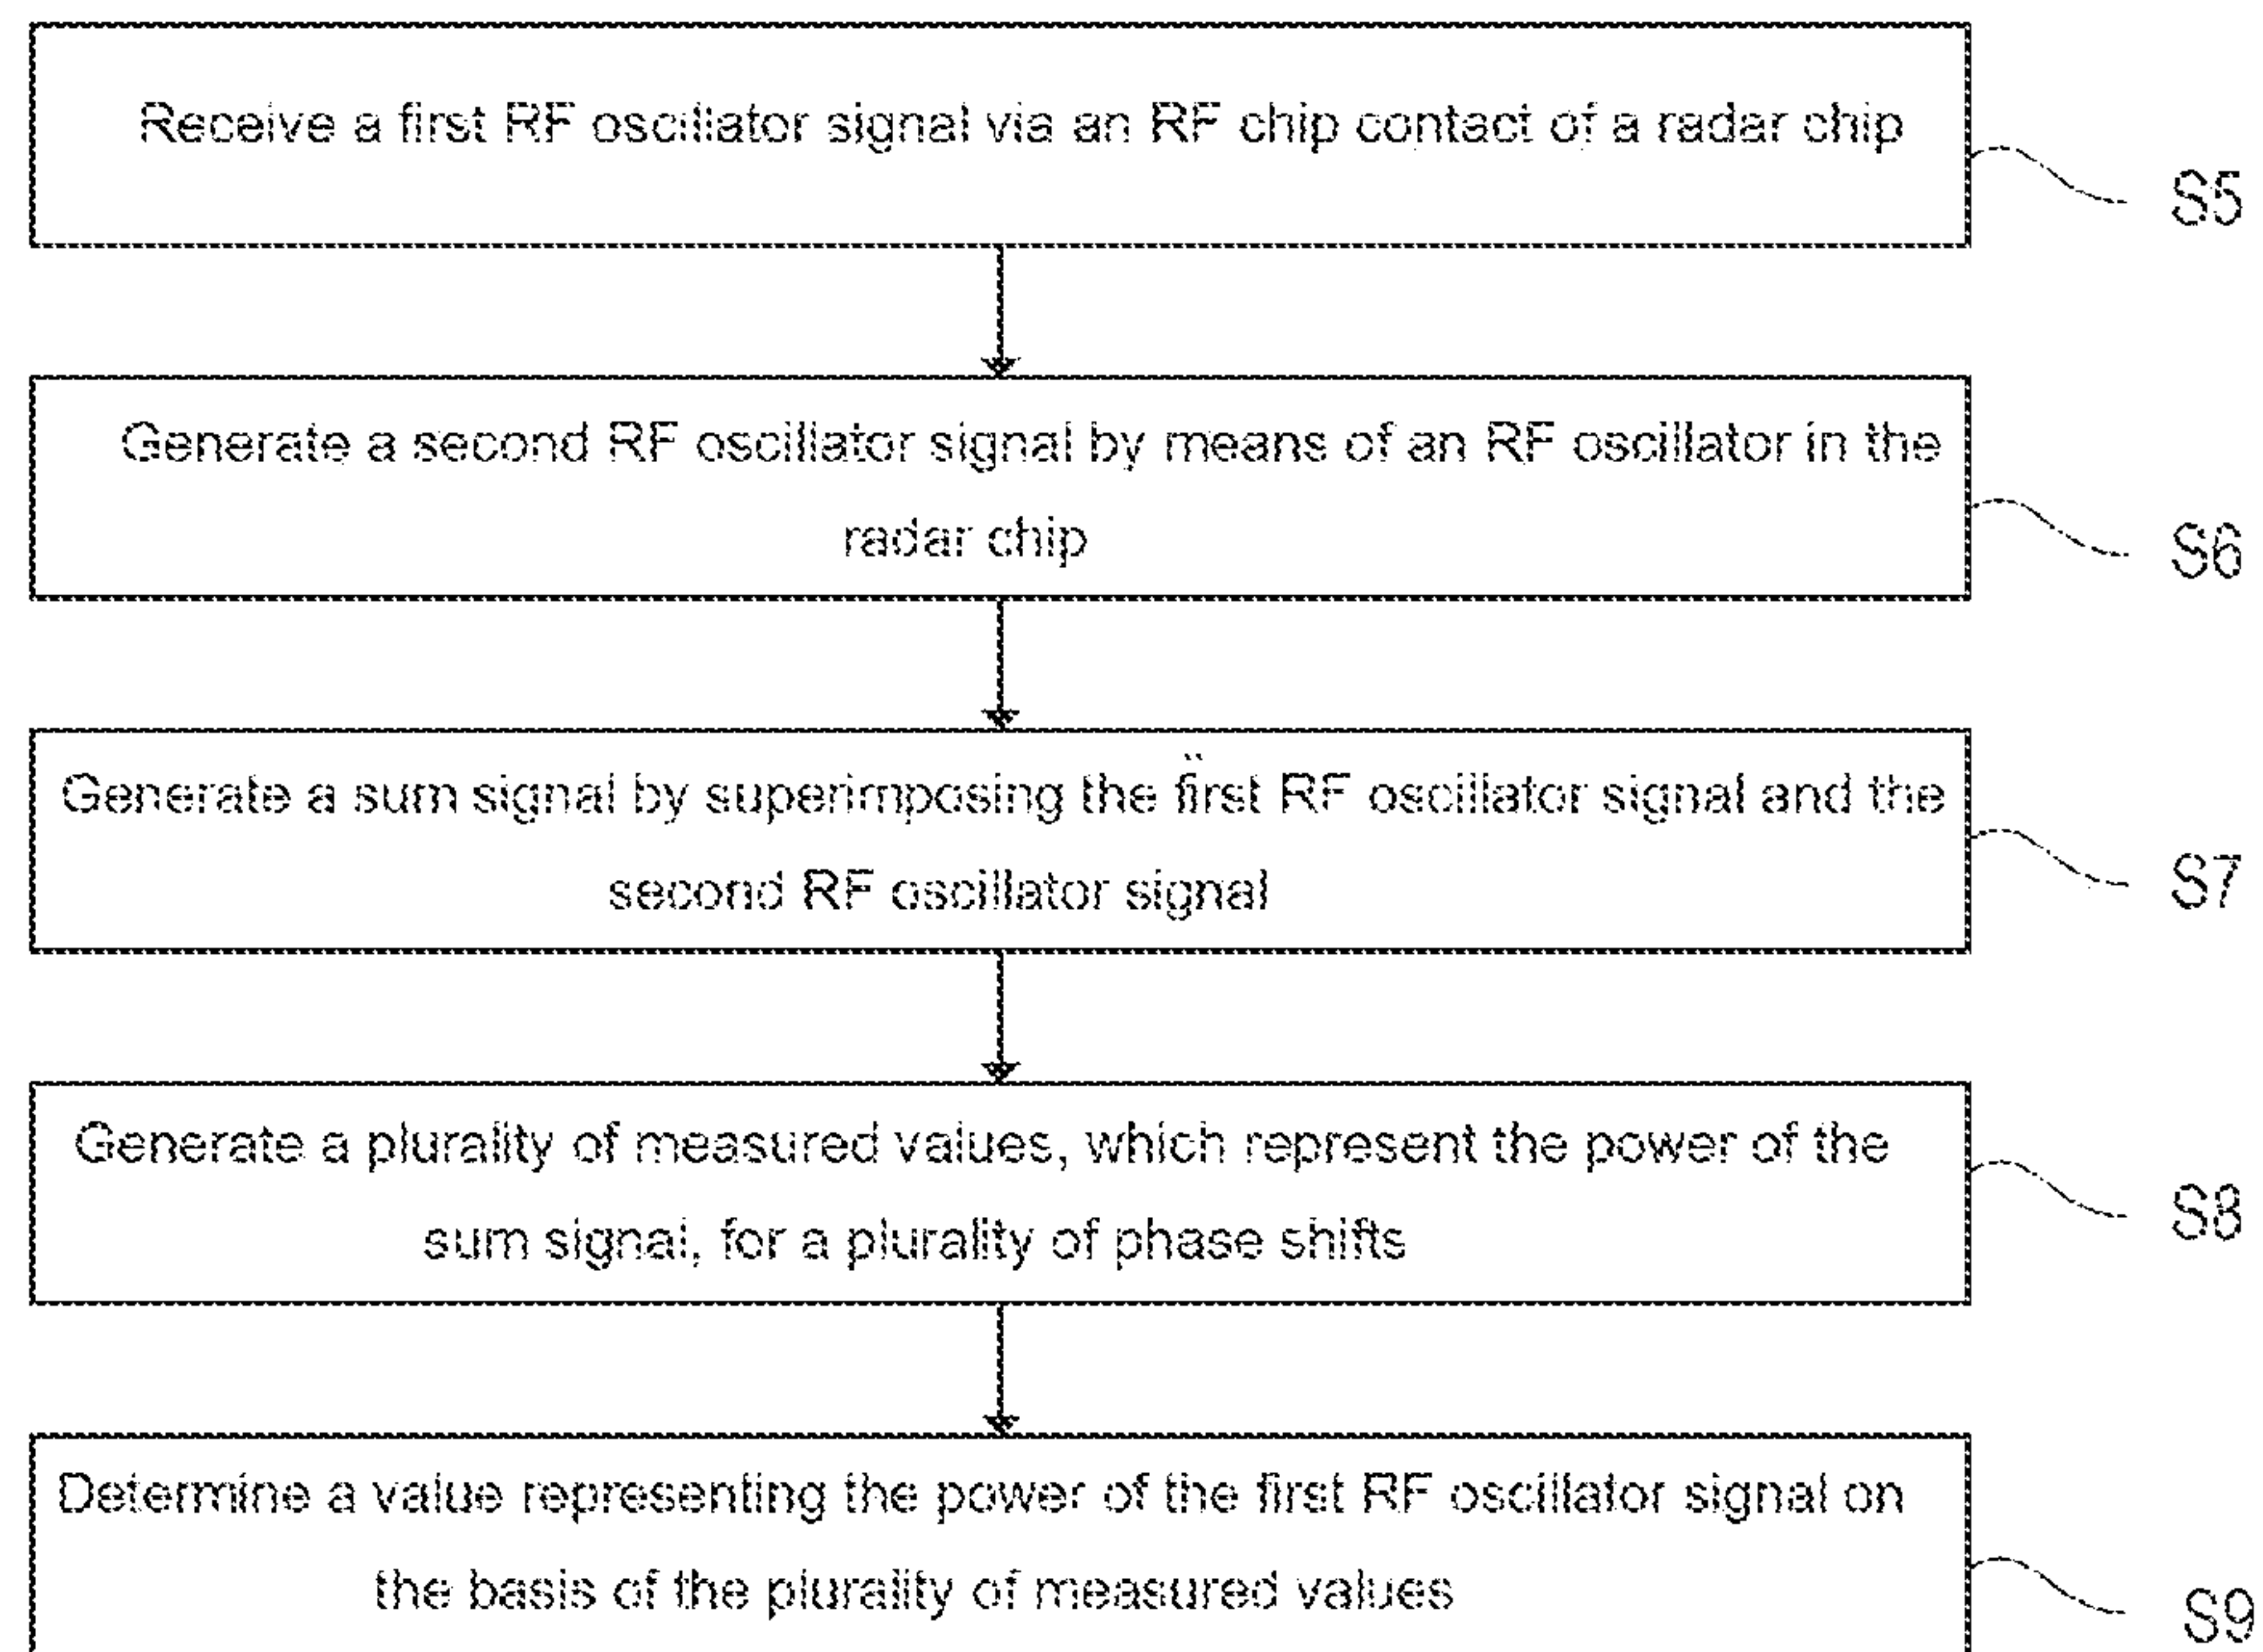 Receive a first RF oscillator signal via an RF chip contact of a radar chip
S5
Generate a second RF oscillator signal by means of an RF oscillator in the
radar chip
S6
Generate a sum signal by superimposing the first RF oscillator signal and the
second RF oscillator signal
S7
Generate a plurality of measured values, which represent the power of the
sum signal, for a plurality of phase shifts
S8
Determine a value representing the power of the first RF oscillator signal on
the basis of the plurality of measured values
S9